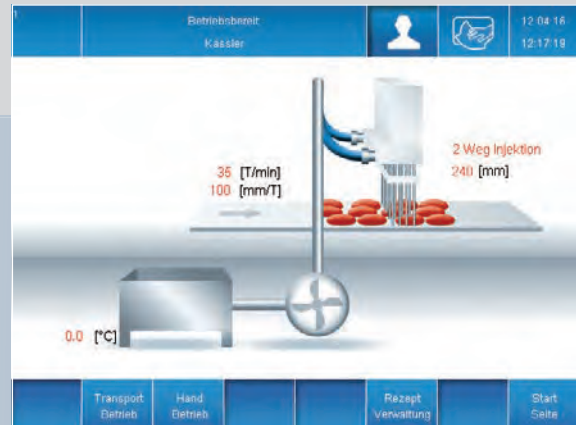 1
Betriebsbereit
Kassler
12.04.16
12:17:19
35 [T/min]
100 [mm/T]
2 Weg Injektion
240 [mm]
0.0 [°C]
Transport
Betrieb
Hand
Betrieb
Rezept
Verwaltung
Start
Seite